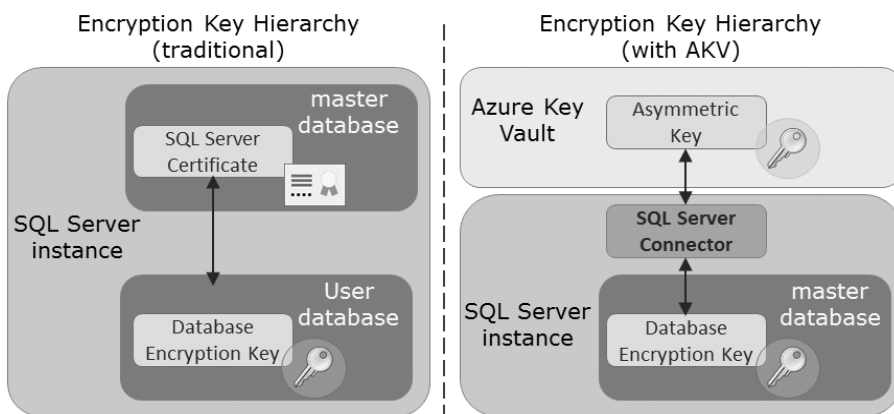 Encryption Key Hierarchy
(traditional)
master
database
SQL Server
Certificate
SQL Server
instance
User
database
Database
Encryption Key
Encryption Key Hierarchy
(with AKV)
Azure Key
Vault
Asymmetric
Key
SQL Server
Connector
SQL Server
instance
master
database
Database
Encryption Key